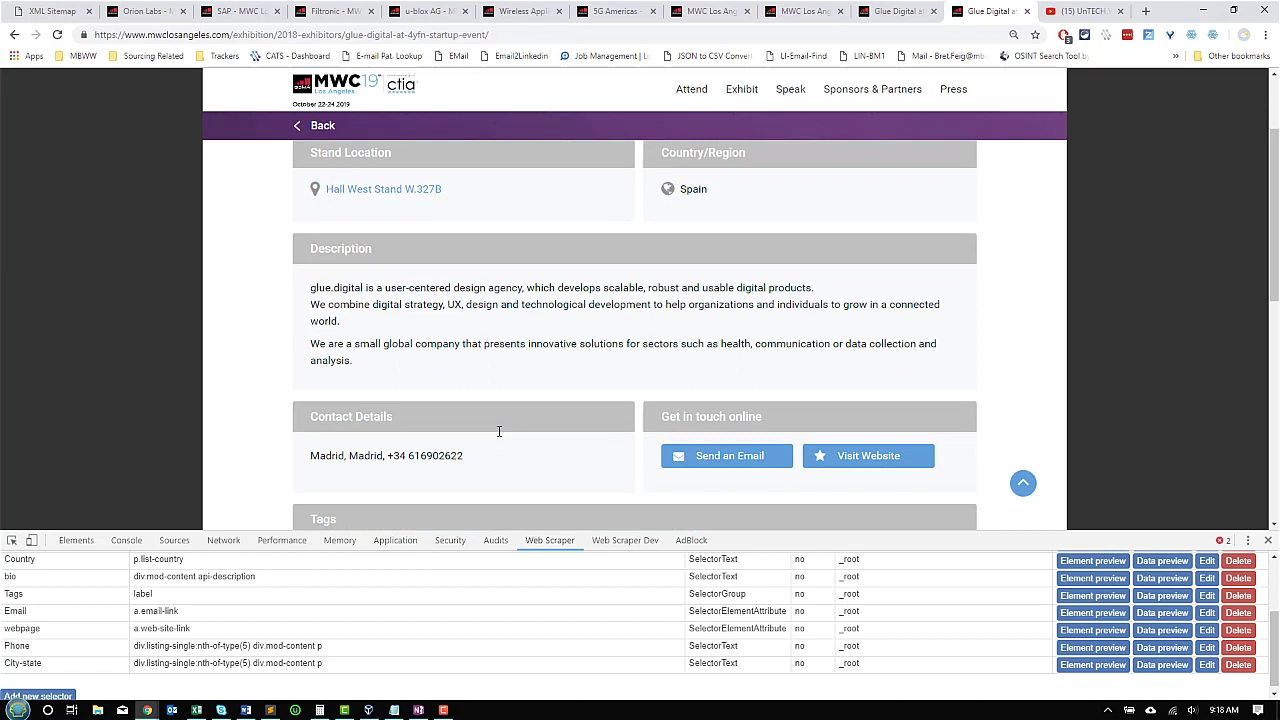 XML Sitemap
Orion Labs - M
SAP - MWC L
Filtronic - MW
u-blox AG - M
Wireless Appli
5G Americas -
MWC Los Ang
MWC Los Ang
Glue Digital at
Glue Digital at
(15) UnTECH
https://www.mwclosangeles.com/exhibition/2018-exhibitors/glue-digital-at-4yfn-startup-event/
Apps
MBWW
Sourcing Related
Trackers
CATS - Dashboard
E-mail Pat. Lookup
EMail
Email2Linkedin
Job Management |
JSON to CSV Convert
LI-Email-Find
LIN-BM1
Mail - Bret.Feig@mb
OSINT Search Tool by
» Other bookmarks
MWC19 ctia
Los Angeles
October 22-24 2019
Attend Exhibit Speak Sponsors & Partners Press
Back
Stand Location
Country/Region
Hall West Stand W.327B
Spain
Description
glue.digital is a user-centered design agency, which develops scalable, robust and usable digital products.
We combine digital strategy, UX, design and technological development to help organizations and individuals to grow in a connected
world.
We are a small global company that presents innovative solutions for sectors such as health, communication or data collection and
analysis.
Contact Details
Get in touch online
Madrid, Madrid, +34 616902622
Send an Email
Visit Website
Tags
Elements Console Sources Network Performance Memory Application Security Audits Web Scraper Web Scraper Dev AdBlock 2
Country p.list-country SelectorText no _root Element preview Data preview Edit Delete
bio div.mod-content api-description SelectorText no _root Element preview Data preview Edit Delete
Tags label SelectorGroup no _root Element preview Data preview Edit Delete
Email a.email-link SelectorElementAttribute no _root Element preview Data preview Edit Delete
webpage a.web-site-link SelectorElementAttribute no _root Element preview Data preview Edit Delete
Phone div.listing-single:nth-of-type(5) div.mod-content p SelectorText no _root Element preview Data preview Edit Delete
City-state div.listing-single:nth-of-type(5) div.mod-content p SelectorText no _root Element preview Data preview Edit Delete
Add new selector
9:18 AM